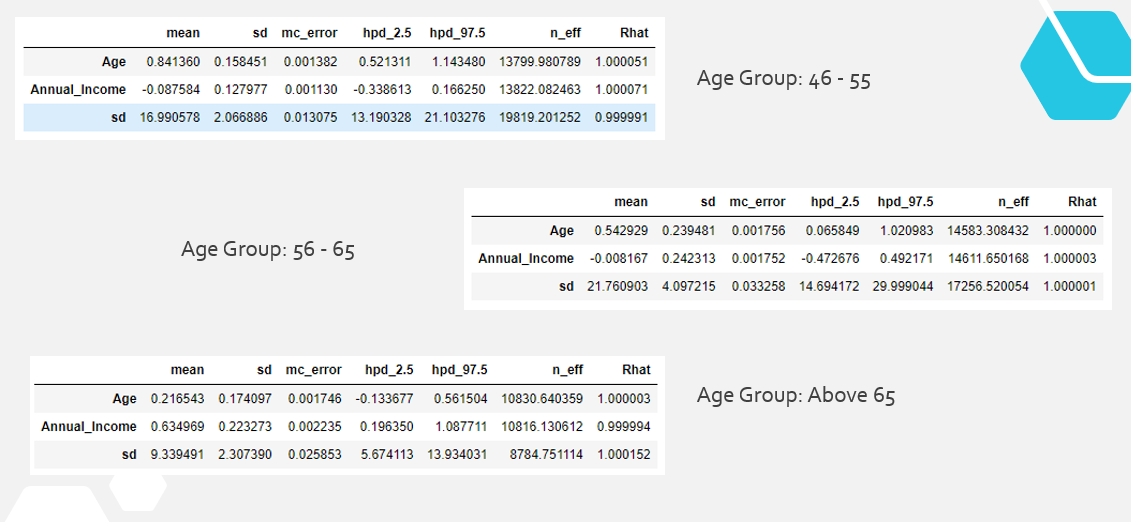 mean sd mc_error hpd_2.5 hpd_97.5 n_eff Rhat
Age 0.841360 0.158451 0.001382 0.521311 1.143480 13799.980789 1.000051
Annual_Income -0.087584 0.127977 0.001130 -0.338613 0.166250 13822.082463 1.000071
sd 16.990578 2.066886 0.013075 13.190328 21.103276 19819.201252 0.999991
Age Group: 46 - 55
mean sd mc_error hpd_2.5 hpd_97.5 n_eff Rhat
Age 0.542929 0.239481 0.001756 0.065849 1.020983 14583.308432 1.000000
Annual_Income -0.008167 0.242313 0.001752 -0.472676 0.492171 14611.650168 1.000003
sd 21.760903 4.097215 0.033258 14.694172 29.999044 17256.520054 1.000001
Age Group: 56 - 65
mean sd mc_error hpd_2.5 hpd_97.5 n_eff Rhat
Age 0.216543 0.174097 0.001746 -0.133677 0.561504 10830.640359 1.000003
Annual_Income 0.634969 0.223273 0.002235 0.196350 1.087711 10816.130612 0.999994
sd 9.339491 2.307390 0.025853 5.674113 13.934031 8784.751114 1.000152
Age Group: Above 65